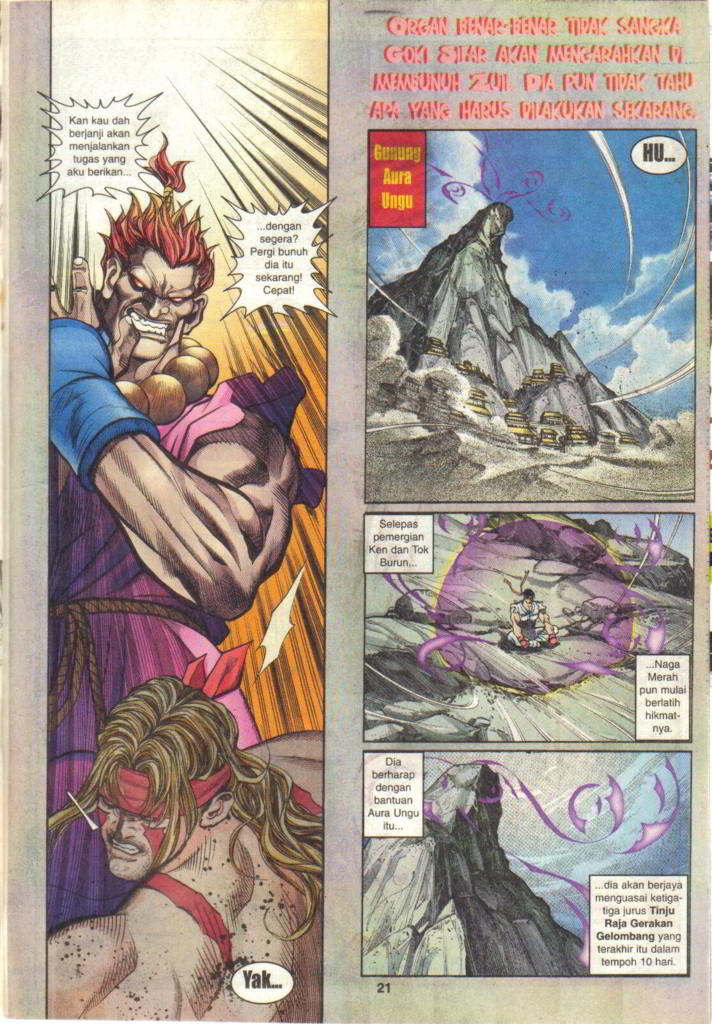 Kan kau dah
berjanji akan
menjalankan
tugas yang
aku berikan...
...dengan
segera?
Pergi bunuh
dia itu
sekarang!
Cepat!
Yak...
ORGAN BENAR-BENAR TIDAK SANGKA
GOKI SIFAR AKAN MENGARAHKAN DI
MEMBUNUH ZUI. DIA PUN TIDAK TAHU
APA YANG HARUS DILAKUKAN SEKARANG.
Gunung
Aura
Ungu
HU...
Selepas
pemergian
Ken dan Tok
Burun...
...Naga
Merah
pun mulai
berlatih
hikmat-
nya.
Dia
berharap
dengan
bantuan
Aura Ungu
itu...
...dia akan berjaya
menguasai ketiga-
tiga jurus Tinju
Raja Gerakan
Gelombang yang
terakhir itu dalam
tempoh 10 hari.
21